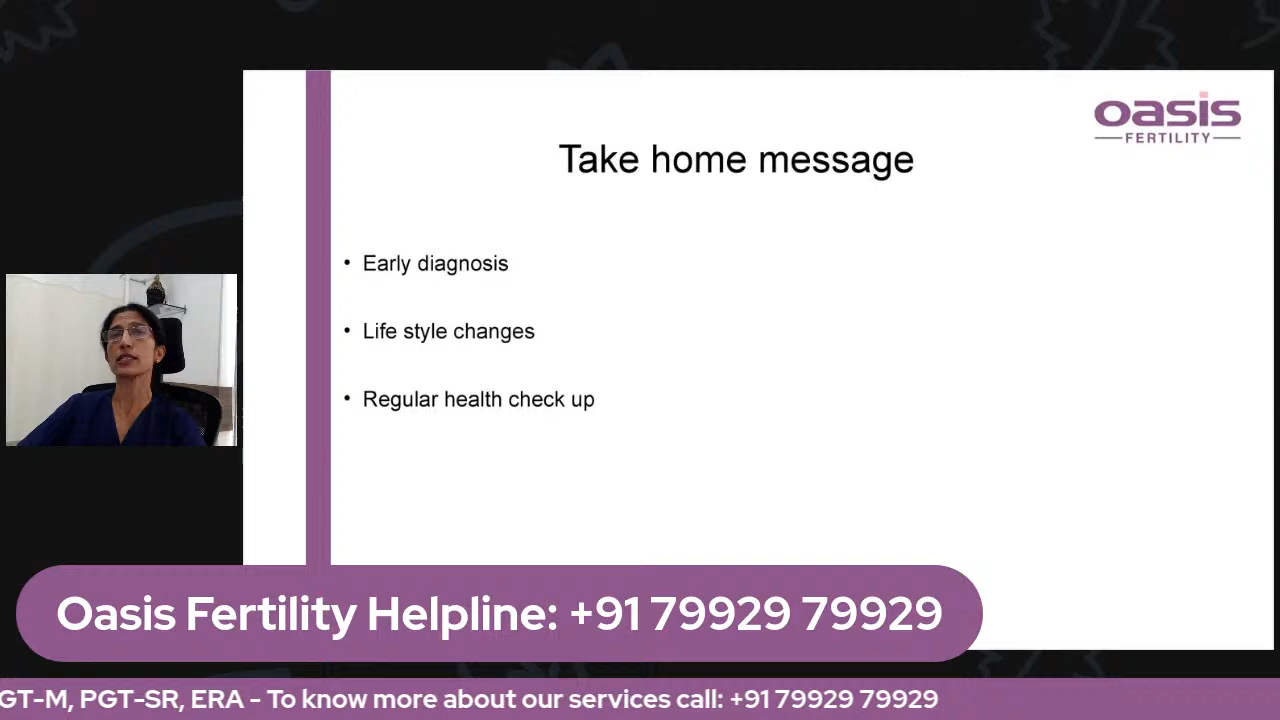 oasis
FERTILITY
Take home message
• Early diagnosis
• Life style changes
• Regular health check up
Oasis Fertility Helpline: +91 79929 79929
GT-M, PGT-SR, ERA - To know more about our services call: +91 79929 79929